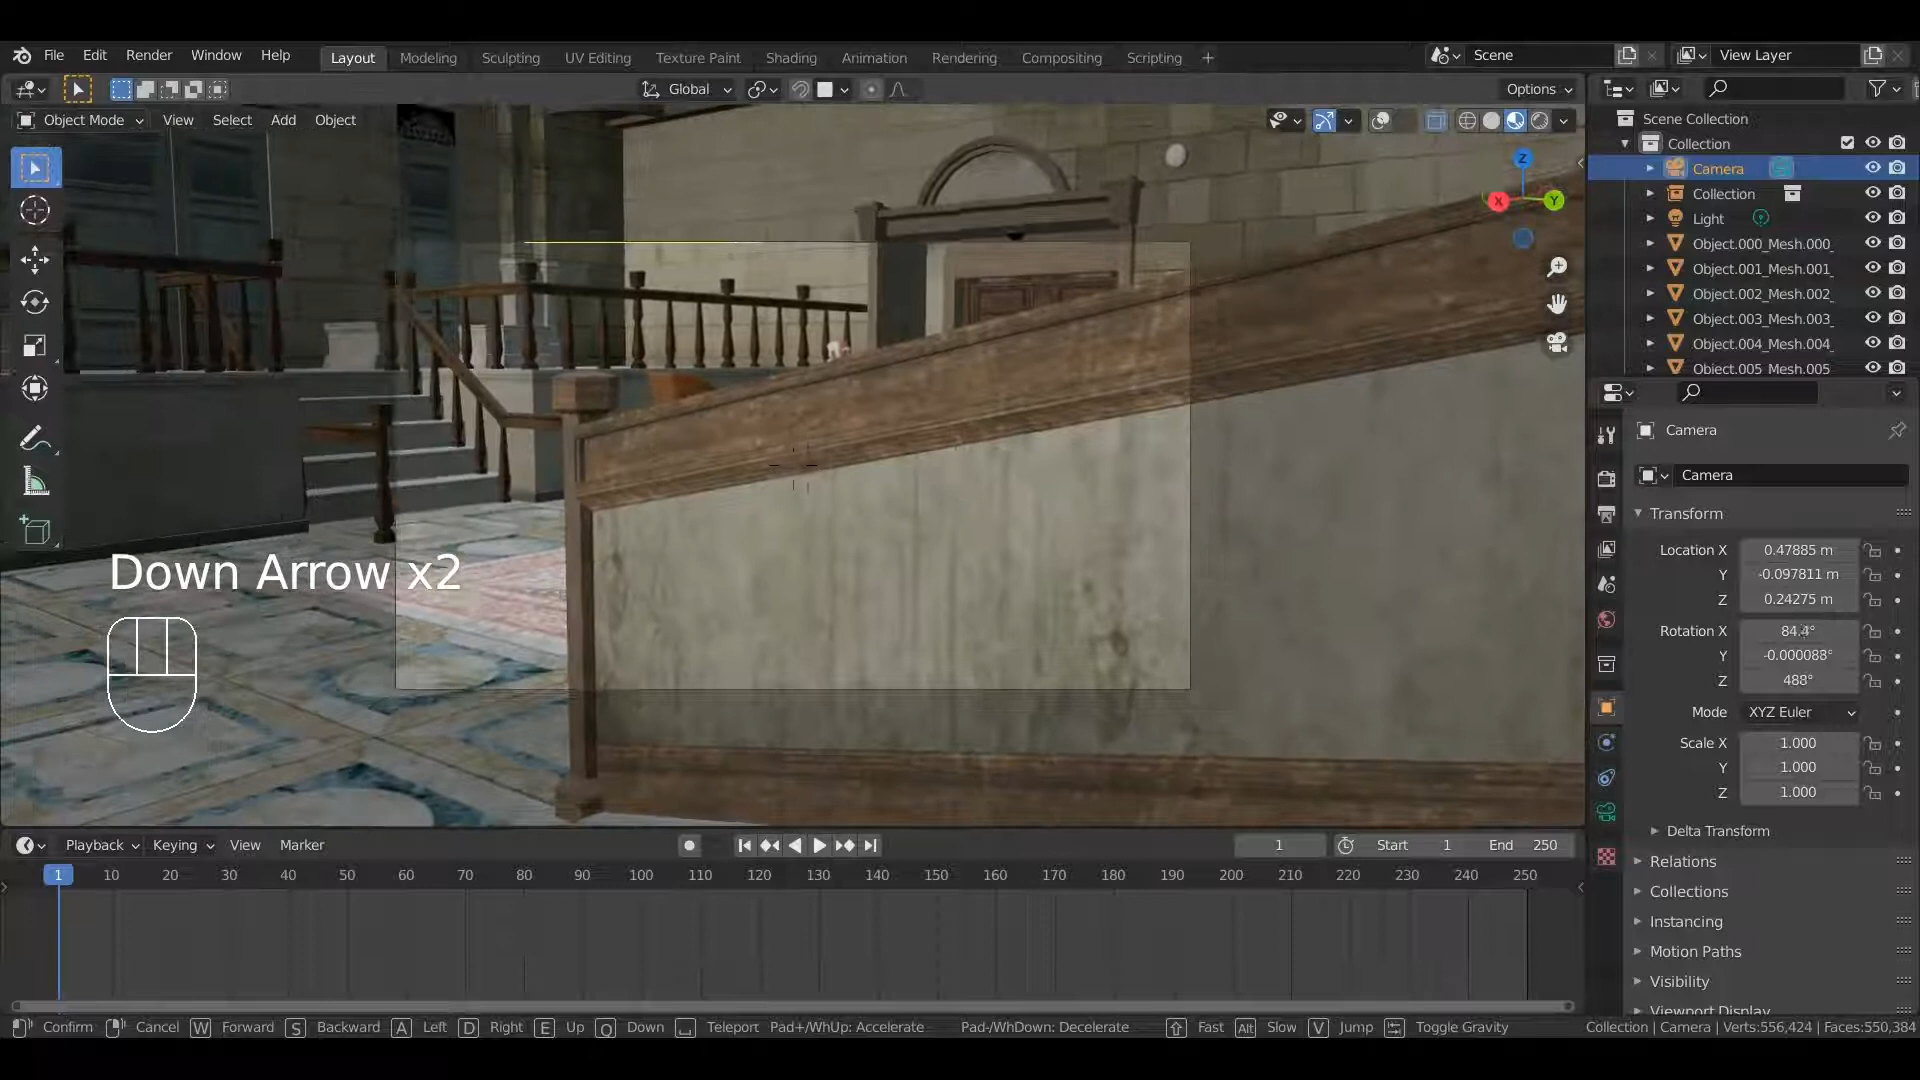 File Edit Render Window Help Layout Modeling Sculpting UV Editing Texture Paint Shading Animation Rendering Compositing Scripting + Scene View Layer
Global Options
Object Mode View Select Add Object
Scene Collection
Collection
Camera
Collection
Light
Object.000_Mesh.000_
Object.001_Mesh.001_
Object.002_Mesh.002_
Object.003_Mesh.003_
Object.004_Mesh.004_
Object.005_Mesh.005
Z
X Y
Camera
Camera
Transform
Location X 0.47885 m
Y -0.097811 m
Z 0.24275 m
Rotation X 84.4°
Y -0.000088°
Z 488°
Mode XYZ Euler
Scale X 1.000
Y 1.000
Z 1.000
Delta Transform
Relations
Collections
Instancing
Motion Paths
Visibility
Viewport Display
Down Arrow x2
Playback Keying View Marker 1 Start 1 End 250
1 10 20 30 40 50 60 70 80 90 100 110 120 130 140 150 160 170 180 190 200 210 220 230 240 250
Confirm Cancel W Forward S Backward A Left D Right E Up Q Down Teleport Pad+/WhUp: Accelerate Pad-/WhDown: Decelerate Fast Alt Slow V Jump Toggle Gravity Collection | Camera | Verts:556,424 | Faces:550,384